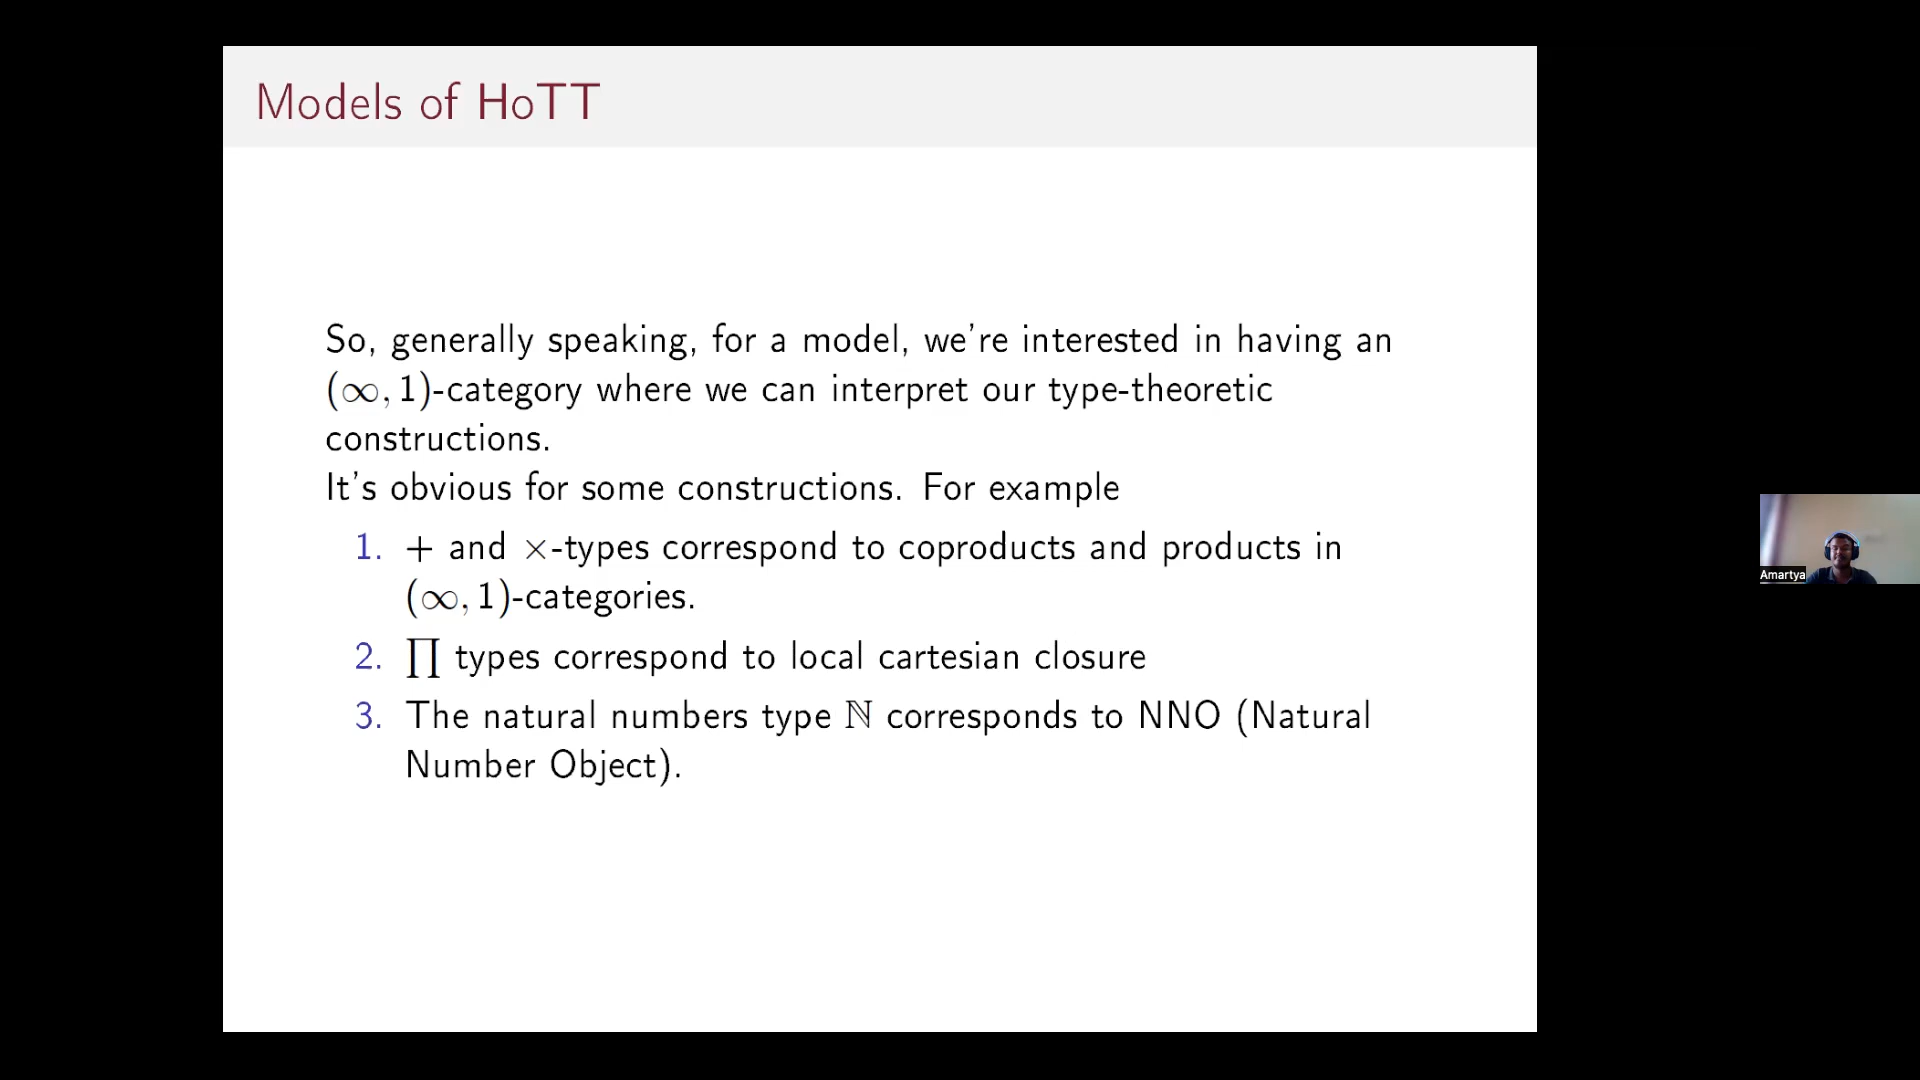 Models of HoTT
So, generally speaking, for a model, we're interested in having an
(∞, 1)-category where we can interpret our type-theoretic
constructions.
It's obvious for some constructions. For example
1. + and ×-types correspond to coproducts and products in
(∞, 1)-categories.
2. ∏ types correspond to local cartesian closure
3. The natural numbers type ℕ corresponds to NNO (Natural
Number Object).
Amartya